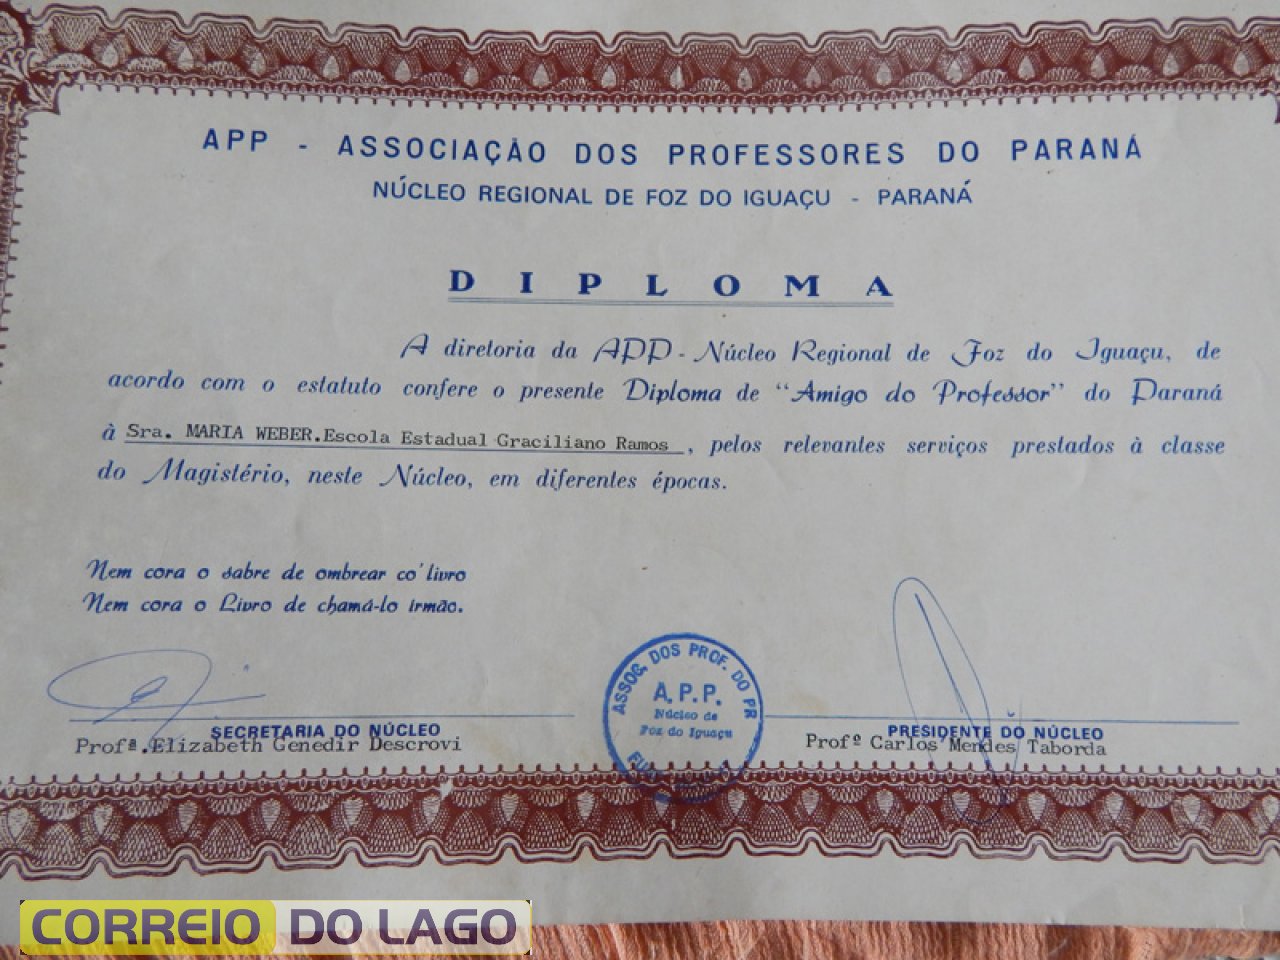 APP - ASSOCIAÇÃO DOS PROFESSORES DO PARANÁ
NÚCLEO REGIONAL DE FOZ DO IGUAÇU - PARANÁ
DIPLOMA
A diretoria da APP - Núcleo Regional de Foz do Iguaçu, de
acordo com o estatuto confere o presente Diploma de "Amigo do Professor" do Paraná
à Sra. MARIA WEBER.Escola Estadual Graciliano Ramos, pelos relevantes serviços prestados à classe
do Magistério, neste Núcleo, em diferentes épocas.
Nem cora o sabre de ombrear co'livro
Nem cora o Livro de chamá-lo irmão.
ASSOC. DOS PROF. DO PR
A.P.P.
Núcleo de
Foz do Iguaçu
SECRETARIA DO NÚCLEO
Profª.Elizabeth Genedir Descrovi
PRESIDENTE DO NÚCLEO
Profº Carlos Mendes Taborda
CORREIO DO LAGO